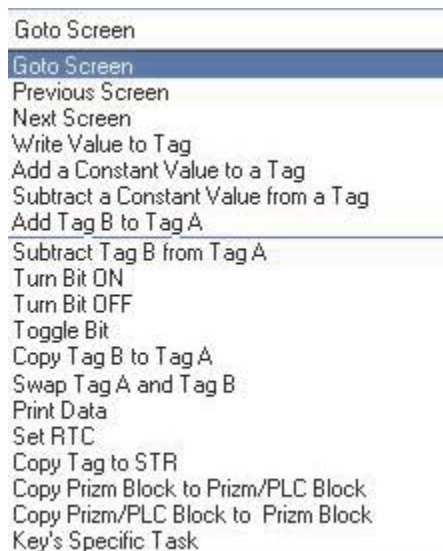 Goto Screen
Goto Screen
Previous Screen
Next Screen
Write Value to Tag
Add a Constant Value to a Tag
Subtract a Constant Value from a Tag
Add Tag B to Tag A
Subtract Tag B from Tag A
Turn Bit ON
Turn Bit OFF
Toggle Bit
Copy Tag B to Tag A
Swap Tag A and Tag B
Print Data
Set RTC
Copy Tag to STR
Copy Prizm Block to Prizm/PLC Block
Copy Prizm/PLC Block to Prizm Block
Key's Specific Task